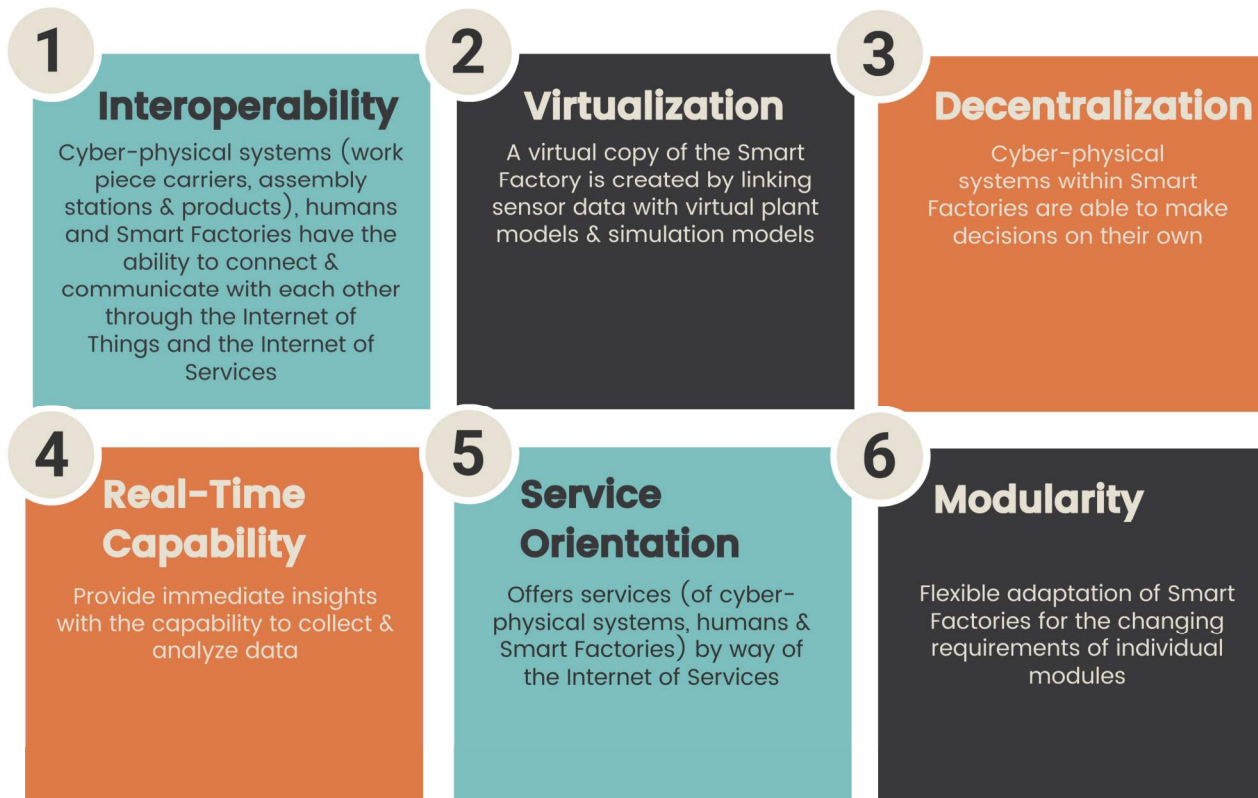 1
Interoperability
Cyber-physical systems (work
piece carriers, assembly
stations & products), humans
and Smart Factories have the
ability to connect &
communicate with each other
through the Internet of
Things and the Internet of
Services
2
Virtualization
A virtual copy of the Smart
Factory is created by linking
sensor data with virtual plant
models & simulation models
3
Decentralization
Cyber-physical
systems within Smart
Factories are able to make
decisions on their own
4
Real-Time
Capability
Provide immediate insights
with the capability to collect &
analyze data
5
Service
Orientation
Offers services (of cyber-
physical systems, humans &
Smart Factories) by way of
the Internet of Services
6
Modularity
Flexible adaptation of Smart
Factories for the changing
requirements of individual
modules